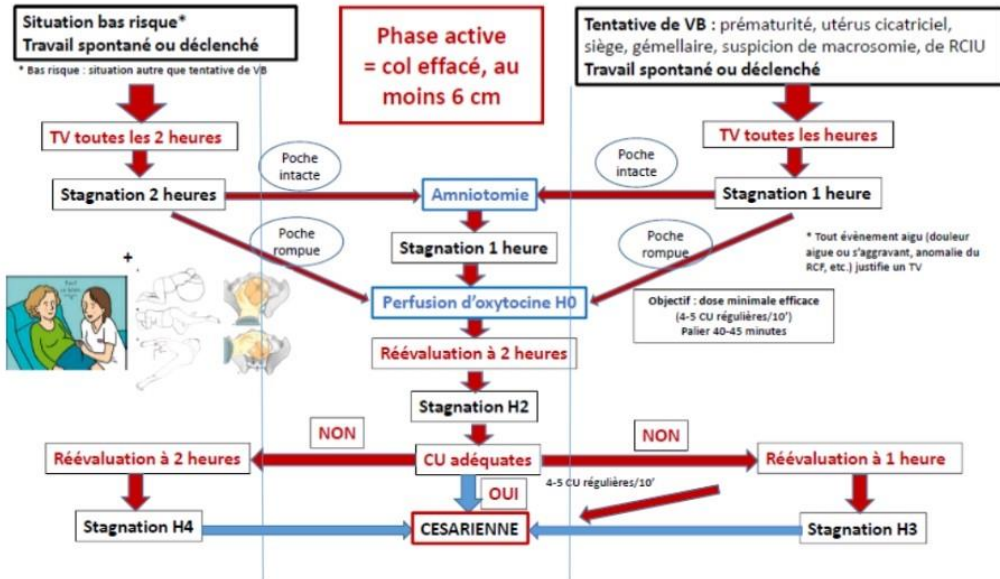 Situation bas risque*
Travail spontané ou déclenché
* Bas risque : situation autre que tentative de VB
Phase active
= col effacé, au
moins 6 cm
Tentative de VB : prématurité, utérus cicatriciel,
siège, gémellaire, suspicion de macrosomie, de RCIU
Travail spontané ou déclenché
TV toutes les 2 heures
TV toutes les heures
Poche
intacte
Poche
intacte
Stagnation 2 heures
Amniotomie
Stagnation 1 heure
Poche
rompue
Stagnation 1 heure
Poche
rompue
* Tout évènement aigu (douleur
aigue ou s'aggravant, anomalie du
RCF, etc.) justifie un TV
+
Perfusion d'oxytocine H0
Objectif : dose minimale efficace
(4-5 CU régulières/10')
Palier 40-45 minutes
Réévaluation à 2 heures
Stagnation H2
NON
NON
Réévaluation à 2 heures
CU adéquates
Réévaluation à 1 heure
4-5 CU régulières/10'
OUI
Stagnation H4
CESARIENNE
Stagnation H3